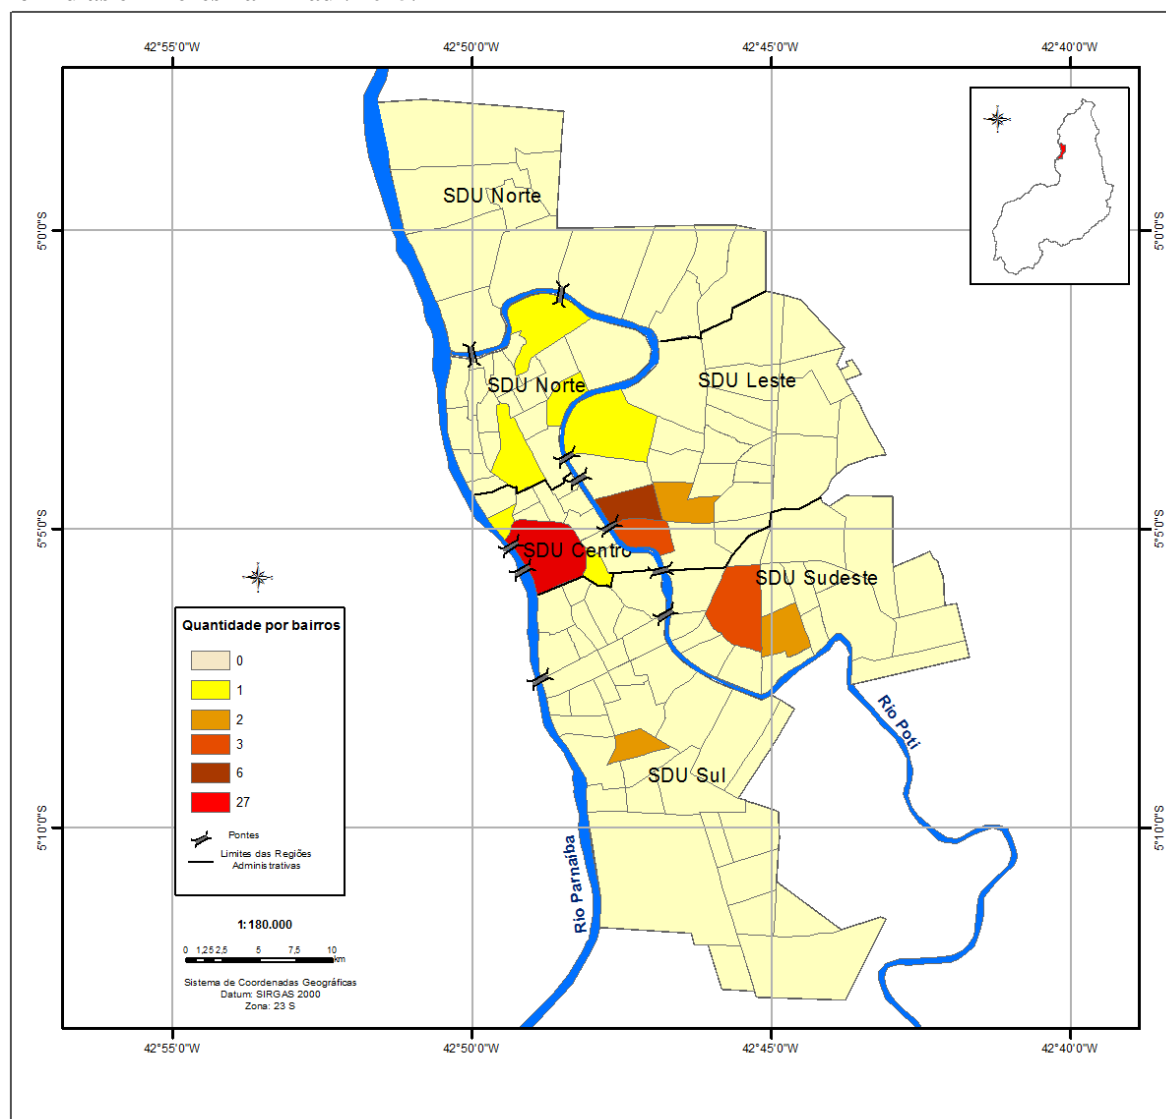 42°55'0"W 42°50'0"W 42°45'0"W 42°40'0"W
SDU Norte
5°0'0"S 5°0'0"S
SDU Norte
SDU Leste
5°5'0"S 5°5'0"S
SDU Centro
SDU Sudeste
Quantidade por bairros
0
1
2
3
6
27
Pontes
Limites das Regiões
Administrativas
Rio Poti
SDU Sul
5°10'0"S 5°10'0"S
Rio Parnaíba
1:180.000
0 1,25 2,5 5 7,5 10
km
Sistema de Coordenadas Geográficas
Datum: SIRGAS 2000
Zona: 23 S
42°55'0"W 42°50'0"W 42°45'0"W 42°40'0"W